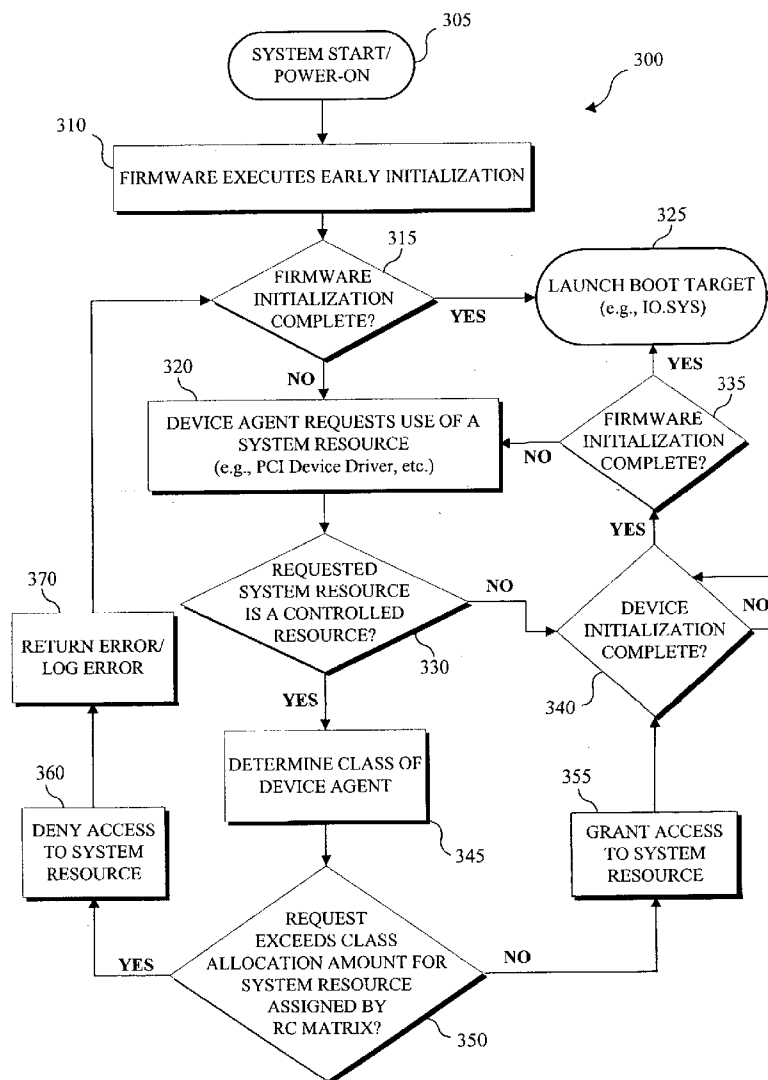 305
SYSTEM START/
POWER-ON
300
310
FIRMWARE EXECUTES EARLY INITIALIZATION
315
FIRMWARE
INITIALIZATION
COMPLETE?
YES
NO
325
LAUNCH BOOT TARGET
(e.g., IO.SYS)
YES
335
FIRMWARE
INITIALIZATION
COMPLETE?
NO
YES
320
DEVICE AGENT REQUESTS USE OF A
SYSTEM RESOURCE
(e.g., PCI Device Driver, etc.)
REQUESTED
SYSTEM RESOURCE
IS A CONTROLLED
RESOURCE?
NO
330
YES
DEVICE
INITIALIZATION
COMPLETE?
NO
340
370
RETURN ERROR/
LOG ERROR
DETERMINE CLASS OF
DEVICE AGENT
345
360
DENY ACCESS
TO SYSTEM
RESOURCE
355
GRANT ACCESS
TO SYSTEM
RESOURCE
REQUEST
EXCEEDS CLASS
ALLOCATION AMOUNT FOR
SYSTEM RESOURCE
ASSIGNED BY
RC MATRIX?
YES
NO
350